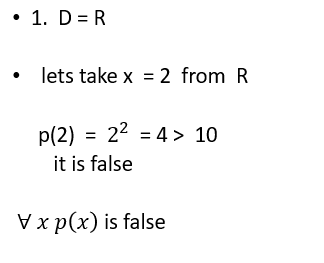 • 1. D = R
• lets take x = 2 from R
p(2) = 2² = 4 > 10
it is false
∀ x p(x) is false